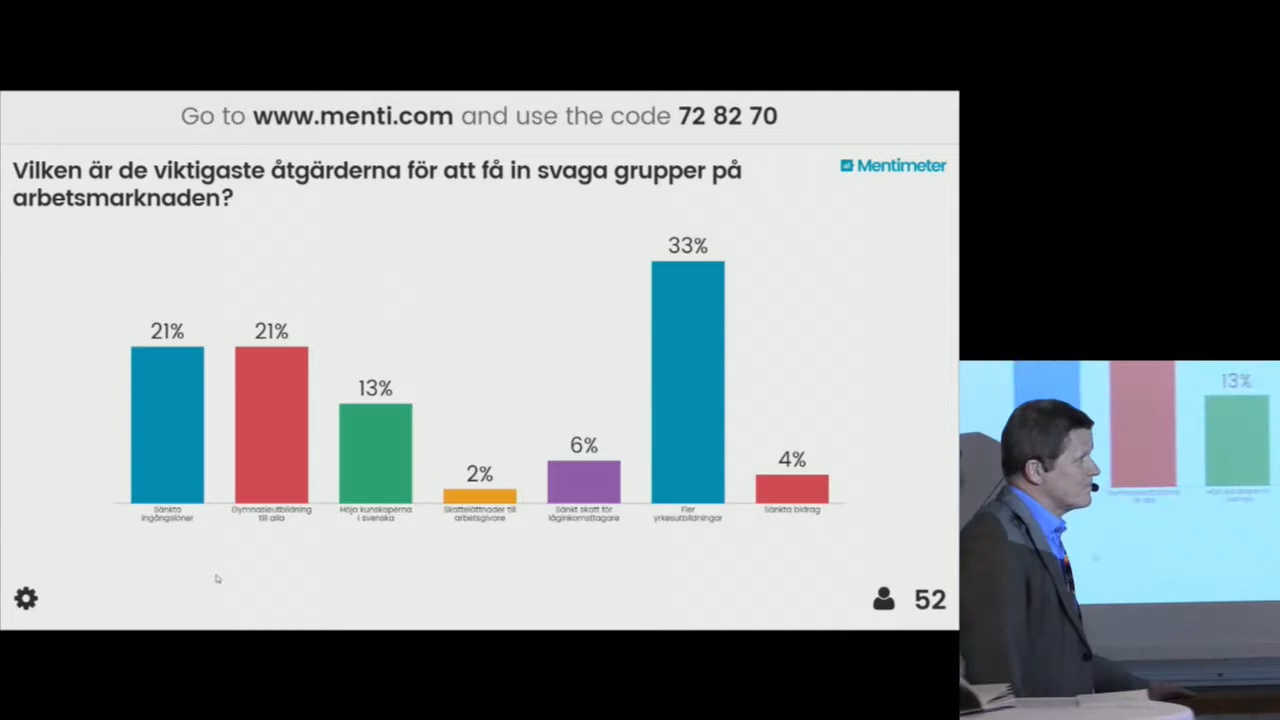 Go to www.menti.com and use the code 72 82 70
Vilken är de viktigaste åtgärderna för att få in svaga grupper på
arbetsmarknaden?
Mentimeter
33%
21%
21%
13%
6%
2%
4%
Sänkta
ingångslöner
Gymnasieutbildning
till alla
Höja kunskaperna
i svenska
Skattelättnader till
arbetsgivare
Sänkt skatt för
låginkomsttagare
Fler
yrkesutbildningar
Sänkta bidrag
52
13%